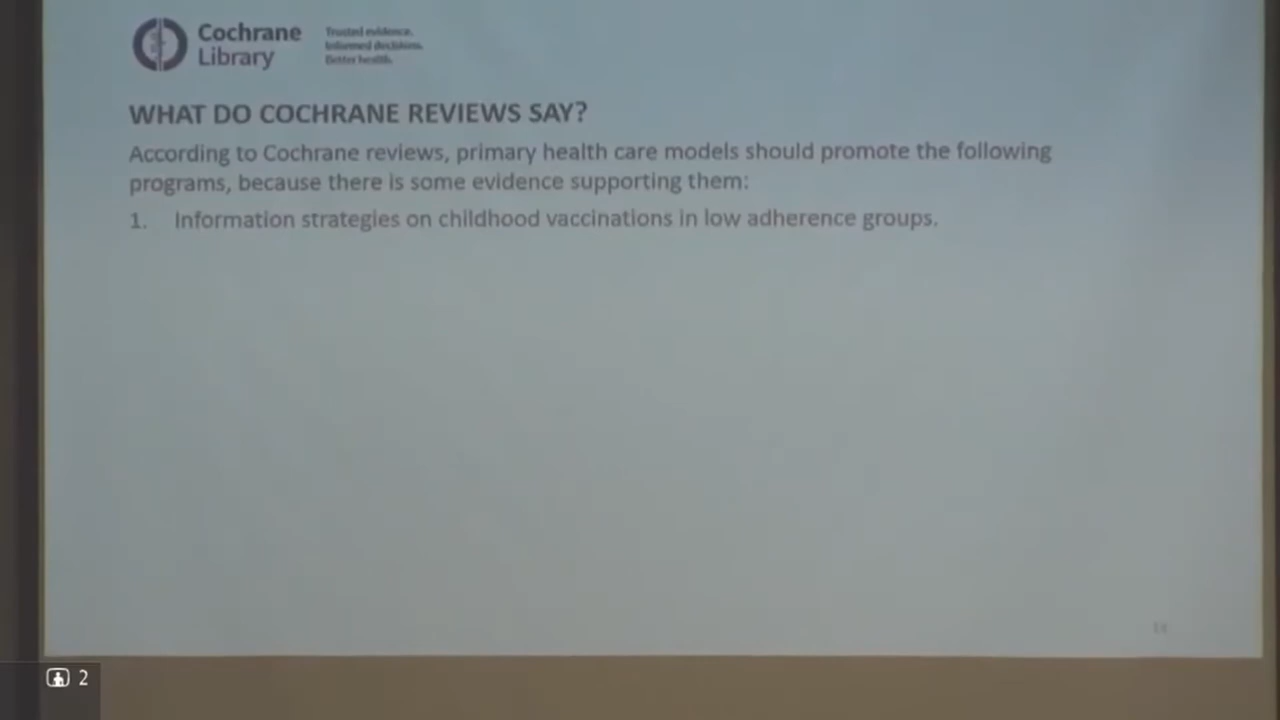 Cochrane
Library
Trusted evidence.
Informed decisions.
Better health.
WHAT DO COCHRANE REVIEWS SAY?
According to Cochrane reviews, primary health care models should promote the following
programs, because there is some evidence supporting them:
1. Information strategies on childhood vaccinations in low adherence groups.
2